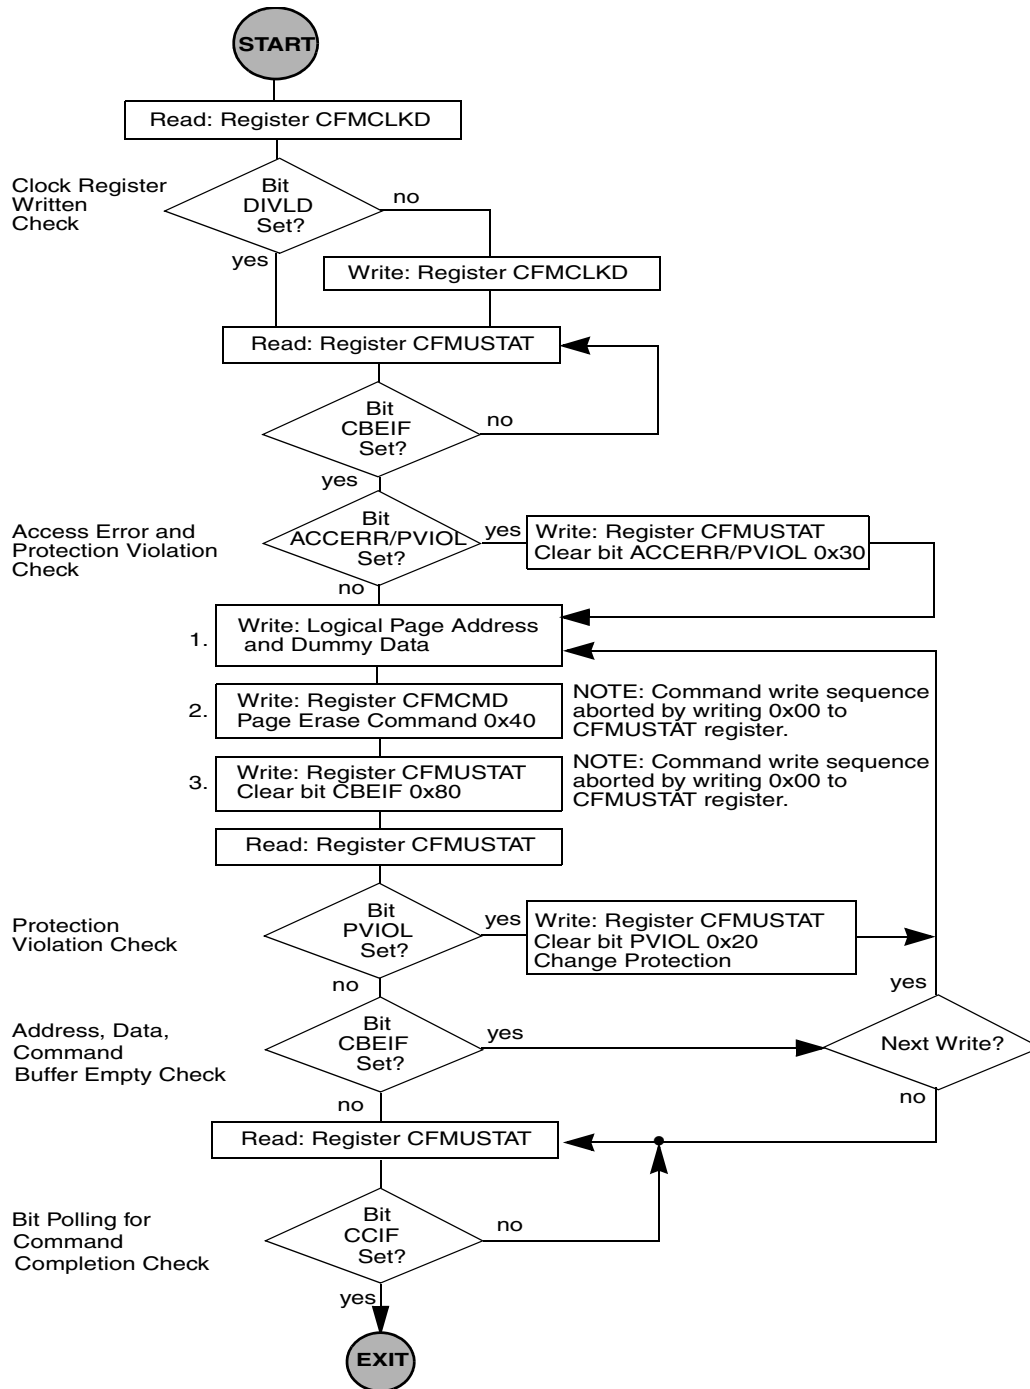 START
Read: Register CFMCLKD
Clock Register
Written
Check
Bit
DIVLD
Set?
no
yes
Write: Register CFMCLKD
Read: Register CFMUSTAT
Bit
CBEIF
Set?
no
yes
Access Error and
Protection Violation
Check
Bit
ACCERR/PVIOL
Set?
yes
Write: Register CFMUSTAT
Clear bit ACCERR/PVIOL 0x30
no
1.
Write: Logical Page Address
and Dummy Data
2.
Write: Register CFMCMD
Page Erase Command 0x40
NOTE: Command write sequence
aborted by writing 0x00 to
CFMUSTAT register.
3.
Write: Register CFMUSTAT
Clear bit CBEIF 0x80
NOTE: Command write sequence
aborted by writing 0x00 to
CFMUSTAT register.
Read: Register CFMUSTAT
Protection
Violation Check
Bit
PVIOL
Set?
yes
Write: Register CFMUSTAT
Clear bit PVIOL 0x20
Change Protection
no
yes
Address, Data,
Command
Buffer Empty Check
Bit
CBEIF
Set?
yes
Next Write?
no
no
Read: Register CFMUSTAT
Bit Polling for
Command
Completion Check
Bit
CCIF
Set?
no
yes
EXIT